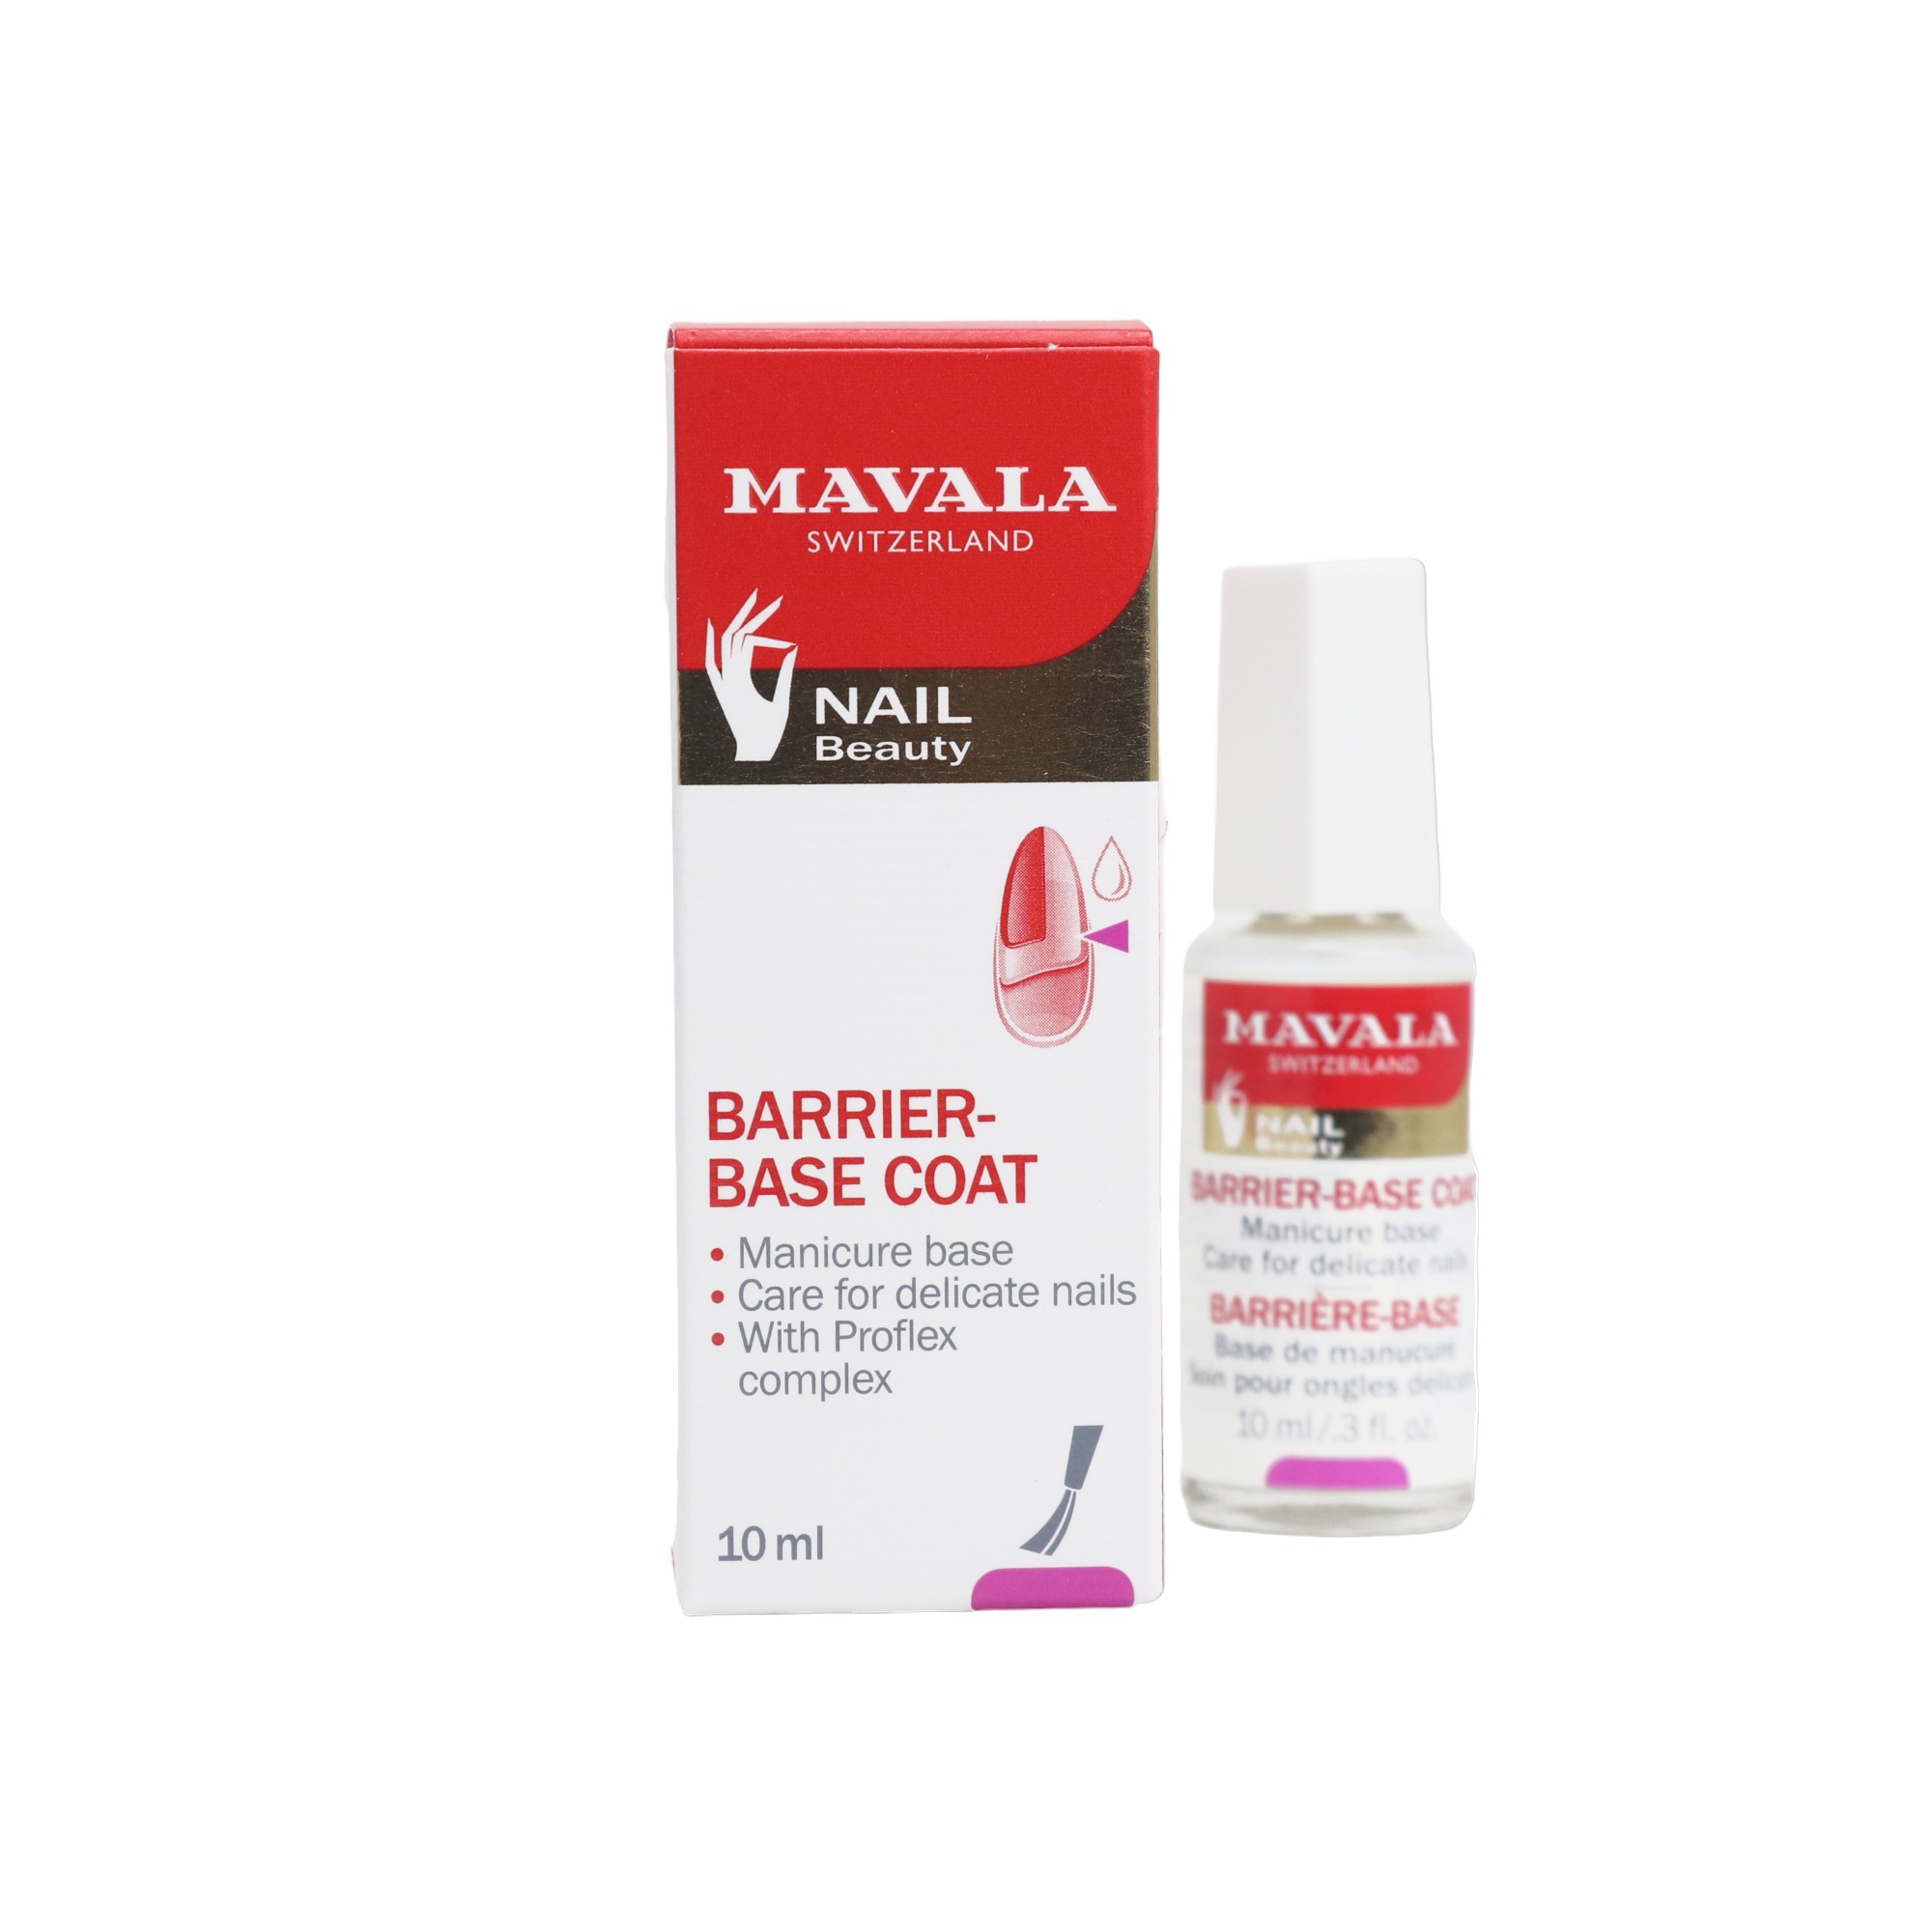 MAVALA
SWITZERLAND
NAIL
Beauty
BARRIER-
BASE COAT
• Manicure base
• Care for delicate nails
• With Proflex
complex
10 ml
MAVALA
SWITZERLAND
NAIL
Beauty
BARRIER-BASE COAT
Manicure base
Care for delicate nails
BARRIÈRE-BASE
Base de manucure
Soin pour ongles délicats
10 ml/.3 fl. oz.